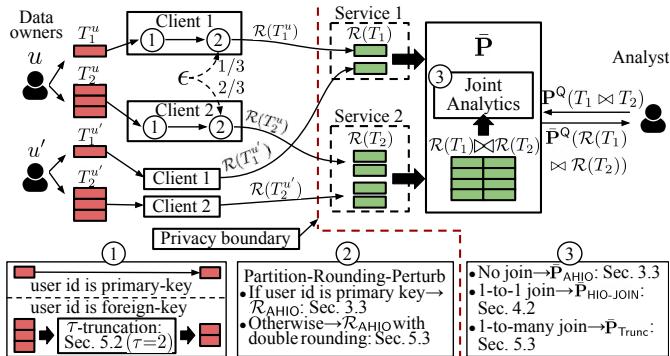 Data
owners
u
T_1^u
T_2^u
u'
T_1^{u'}
T_2^{u'}
Client 1
1
2
R(T_1^u)
ϵ
1/3
2/3
Client 2
1
2
R(T_2^u)
Client 1
R(T_1^{u'})
Client 2
R(T_2^{u'})
Privacy boundary
Service 1
R(T_1)
Service 2
R(T_2)
P̄
3
Joint
Analytics
R(T_1)⋈R(T_2)
Analyst
P^Q(T_1 ⋈ T_2)
P̄^Q(R(T_1)
⋈ R(T_2))
1
user id is primary-key
user id is foreign-key
τ-truncation:
Sec. 5.2 (τ=2)
2
Partition-Rounding-Perturb
•If user id is primary key→
R_AHIO: Sec. 3.3
•Otherwise→R_AHIO with
double rounding: Sec. 5.3
3
•No join→P̄_AHIO: Sec. 3.3
•1-to-1 join→P̄_HIO-JOIN:
Sec. 4.2
•1-to-many join→P̄_Trunc:
Sec. 5.3